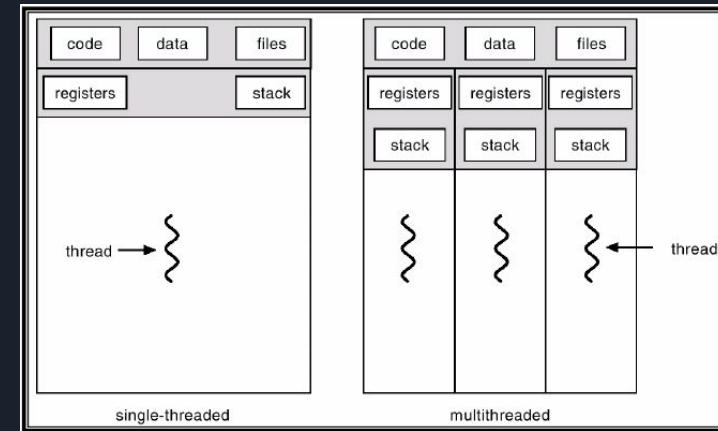 code data files
registers stack
thread
single-threaded
code data files
registers registers registers
stack stack stack
thread
multithreaded